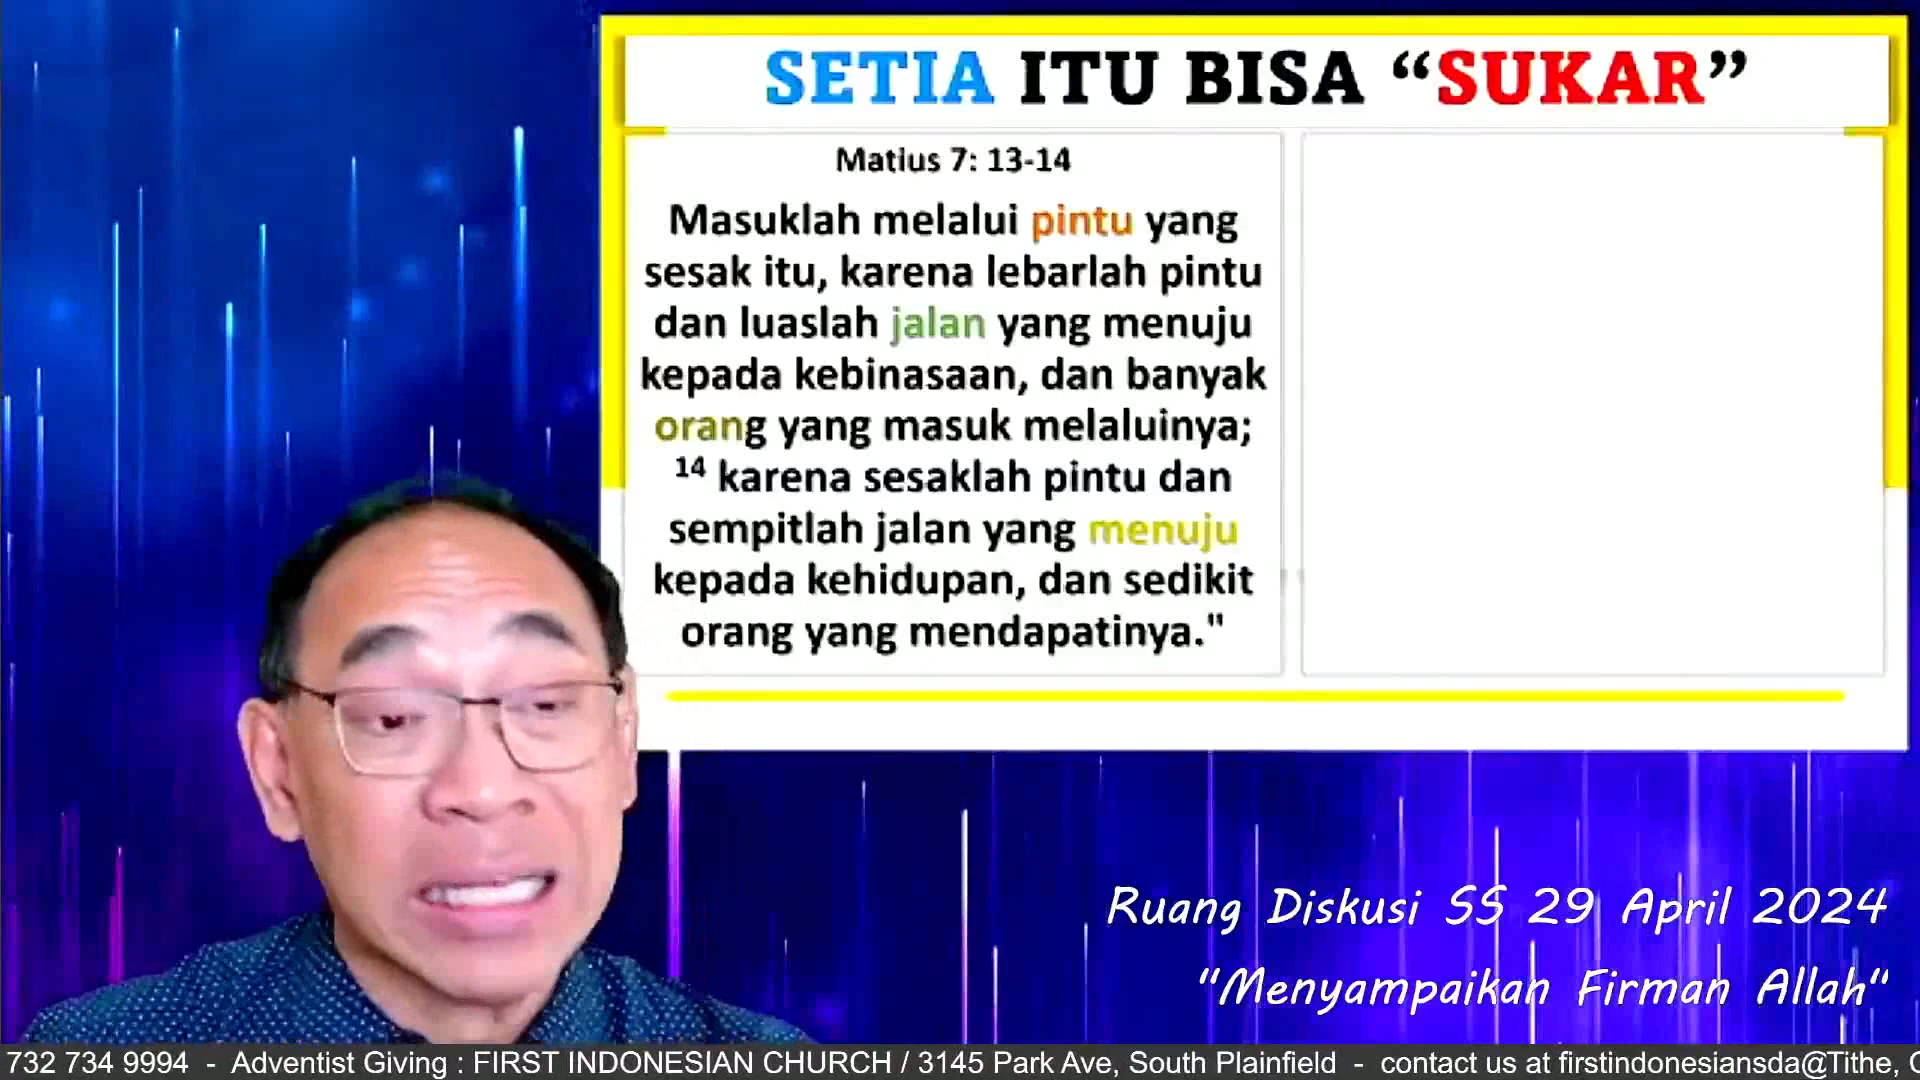 SETIA ITU BISA “SUKAR”
Matius 7: 13-14
Masuklah melalui pintu yang
sesak itu, karena lebarlah pintu
dan luaslah jalan yang menuju
kepada kebinasaan, dan banyak
orang yang masuk melaluinya;
14 karena sesaklah pintu dan
sempitlah jalan yang menuju
kepada kehidupan, dan sedikit
orang yang mendapatinya."
Ruang Diskusi SS 29 April 2024
“Menyampaikan Firman Allah“
732 734 9994 - Adventist Giving : FIRST INDONESIAN CHURCH / 3145 Park Ave, South Plainfield - contact us at firstindonesiansda@Tithe,